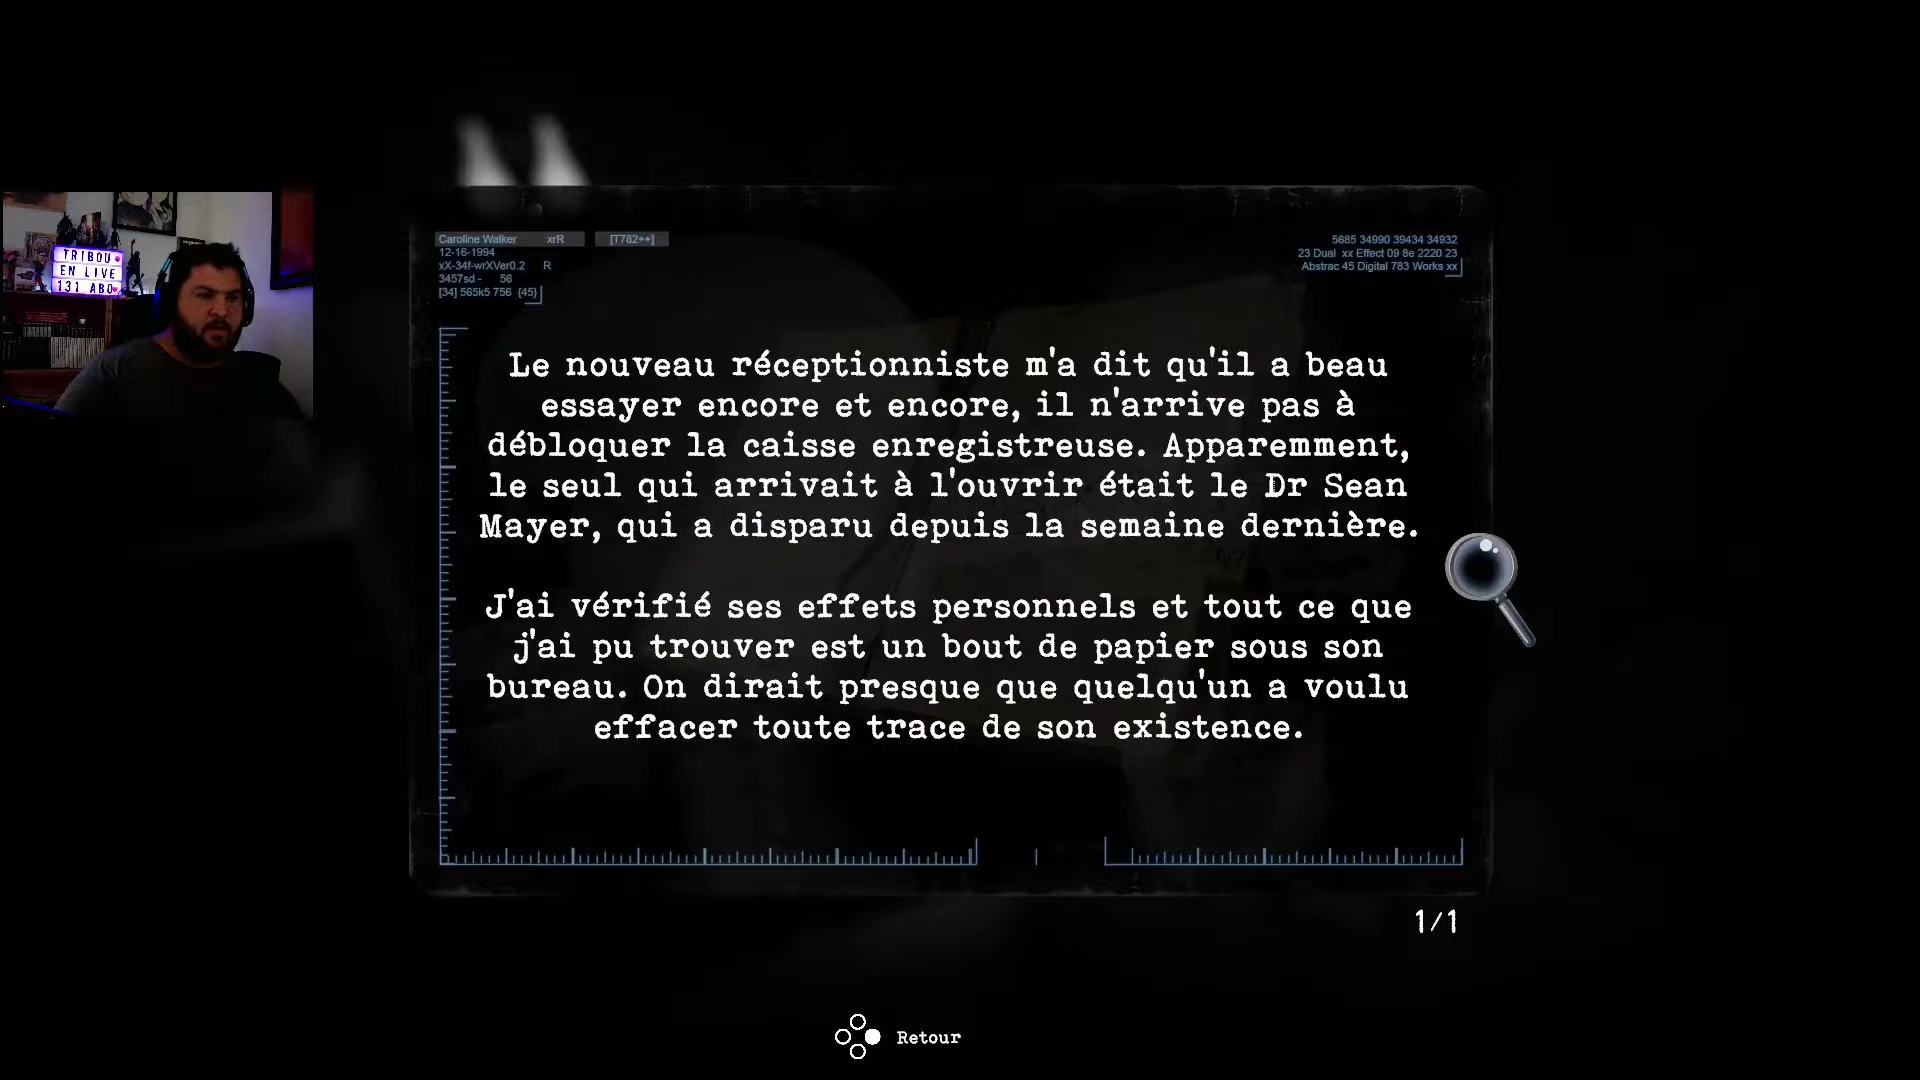 TRIBOU
EN LIVE
131 ABO
Caroline Walker xrR [T782++]
12-16-1994
xX-34f-wrXVer0.2 R
3457sd - 56
[34] 565k5 756 {45}
5685 34990 39434 34932
23 Dual xx Effect 09 8e 2220 23
Abstrac 45 Digital 783 Works xx
Le nouveau réceptionniste m'a dit qu'il a beau
essayer encore et encore, il n'arrive pas à
débloquer la caisse enregistreuse. Apparemment,
le seul qui arrivait à l'ouvrir était le Dr Sean
Mayer, qui a disparu depuis la semaine dernière.
J'ai vérifié ses effets personnels et tout ce que
j'ai pu trouver est un bout de papier sous son
bureau. On dirait presque que quelqu'un a voulu
effacer toute trace de son existence.
1/1
Retour